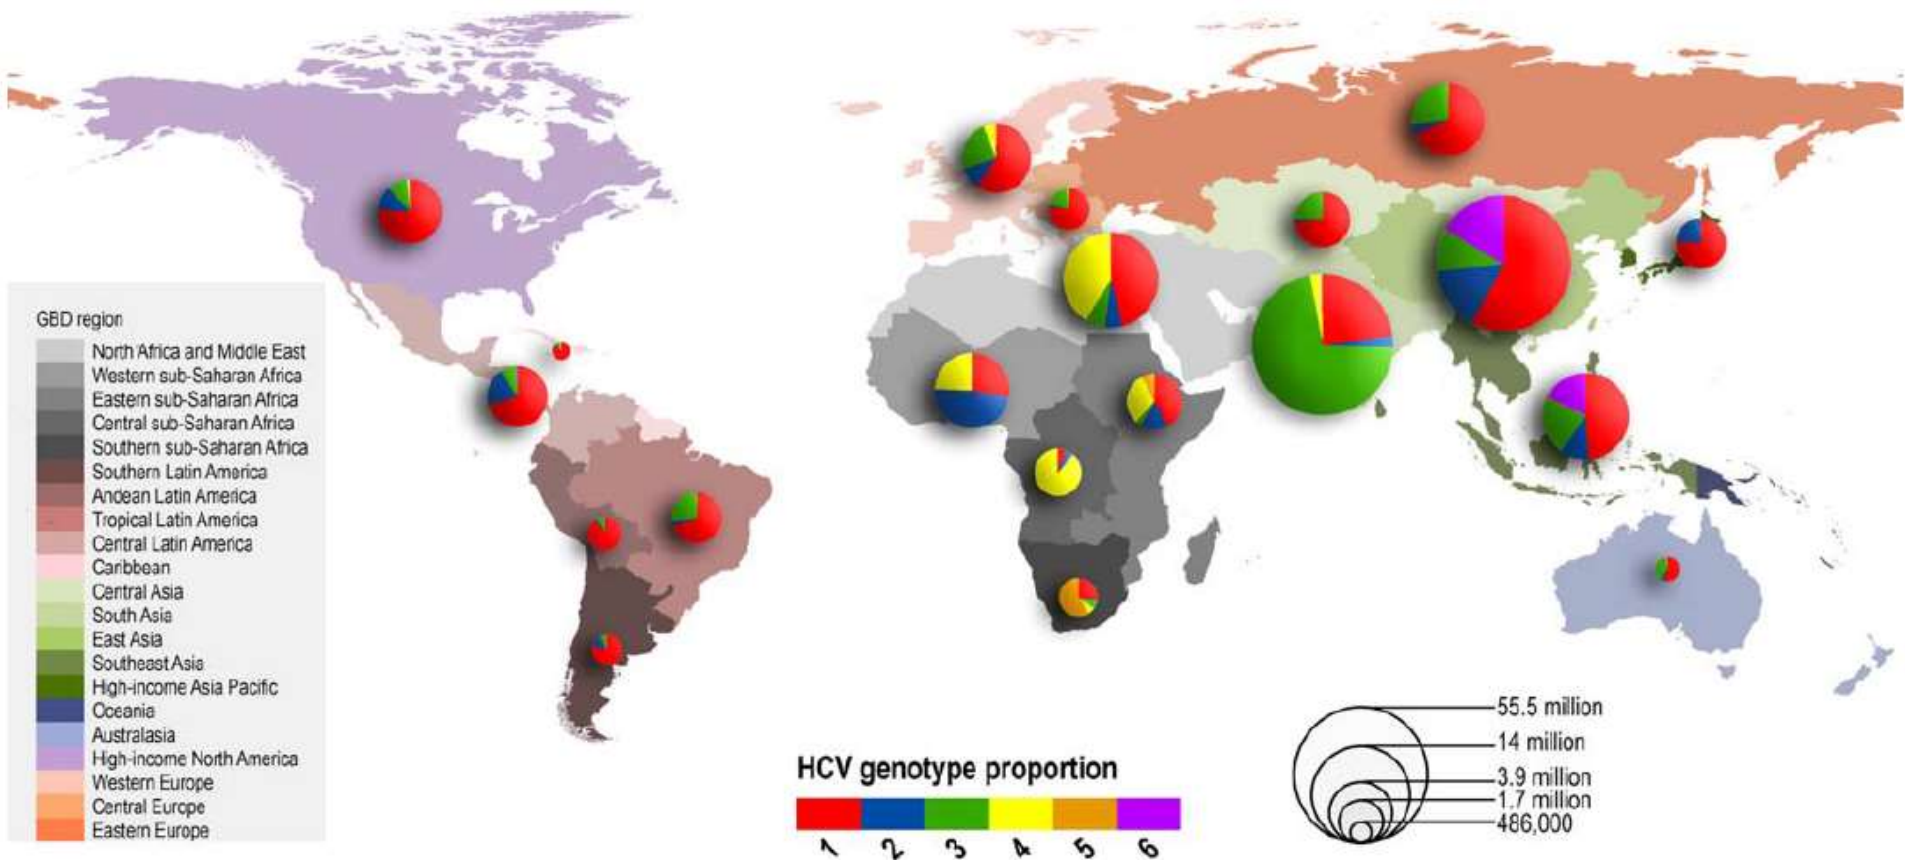 GBD region
North Africa and Middle East
Western sub-Saharan Africa
Eastern sub-Saharan Africa
Central sub-Saharan Africa
Southern sub-Saharan Africa
Southern Latin America
Andean Latin America
Tropical Latin America
Central Latin America
Caribbean
Central Asia
South Asia
East Asia
Southeast Asia
High-income Asia Pacific
Oceania
Australasia
High-income North America
Western Europe
Central Europe
Eastern Europe
HCV genotype proportion
1 2 3 4 5 6
55.5 million
14 million
3.9 million
1.7 million
486,000